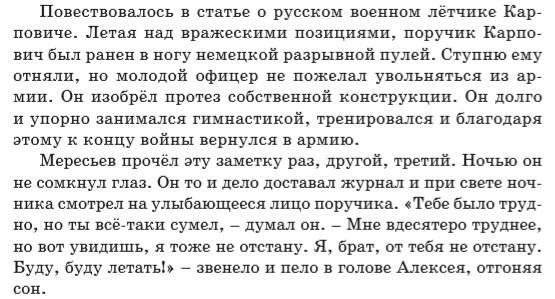 Повествовалось в статье о русском военном лётчике Кар-
повиче. Летая над вражескими позициями, поручик Карпо-
вич был ранен в ногу немецкой разрывной пулей. Ступню ему
отняли, но молодой офицер не пожелал увольняться из ар-
мии. Он изобрёл протез собственной конструкции. Он долго
и упорно занимался гимнастикой, тренировался и благодаря
этому к концу войны вернулся в армию.
Мересьев прочёл эту заметку раз, другой, третий. Ночью он
не сомкнул глаз. Он то и дело доставал журнал и при свете ноч-
ника смотрел на улыбающееся лицо поручика. «Тебе было труд-
но, но ты всё-таки сумел, – думал он. – Мне вдесятеро труднее,
но вот увидишь, я тоже не отстану. Я, брат, от тебя не отстану.
Буду, буду летать!» – звенело и пело в голове Алексея, отгоняя
сон.